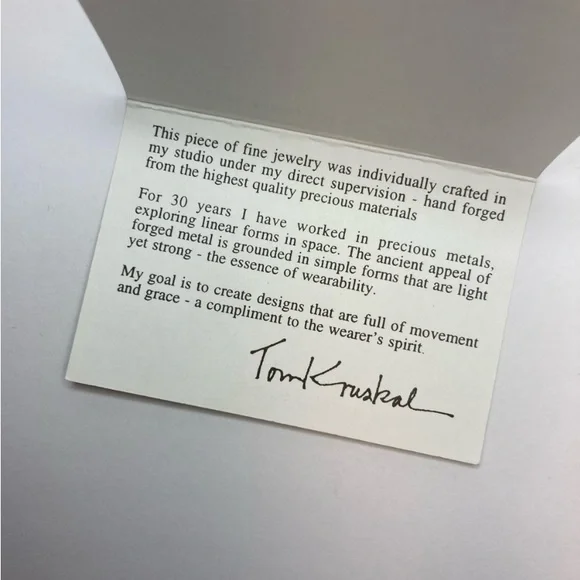 This piece of fine jewelry was individually crafted in
my studio under my direct supervision - hand forged
from the highest quality precious materials
For 30 years I have worked in precious metals,
exploring linear forms in space. The ancient appeal of
forged metal is grounded in simple forms that are light
yet strong - the essence of wearability.
My goal is to create designs that are full of movement
and grace - a compliment to the wearer's spirit.
Tom Kruskal